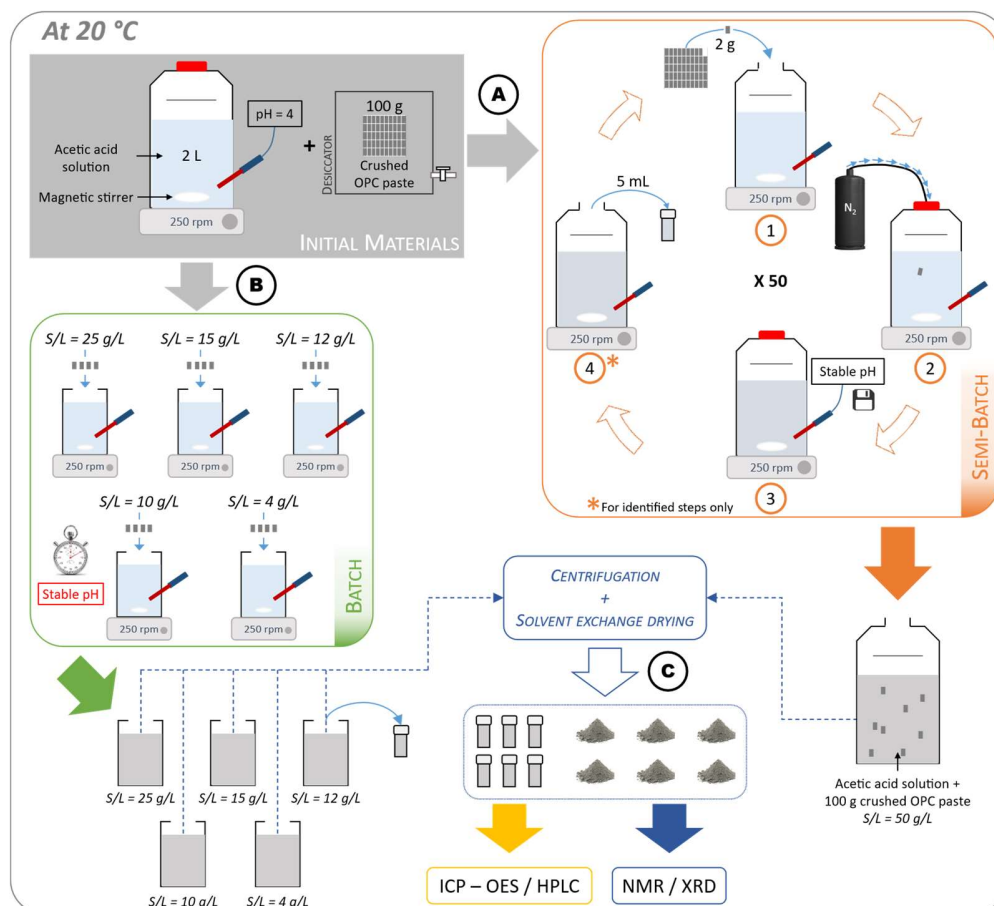 At 20 °C
pH = 4
Acetic acid
solution
2 L
Magnetic stirrer
250 rpm
+
DESICCATOR
100 g
Crushed
OPC paste
INITIAL MATERIALS
A
B
2 g
250 rpm
1
N2
250 rpm
2
X 50
5 mL
250 rpm
4*
Stable pH
250 rpm
3
*For identified steps only
SEMI-BATCH
S/L = 25 g/L
S/L = 15 g/L
S/L = 12 g/L
250 rpm
250 rpm
250 rpm
S/L = 10 g/L
S/L = 4 g/L
Stable pH
250 rpm
250 rpm
BATCH
CENTRIFUGATION
+
SOLVENT EXCHANGE DRYING
C
S/L = 25 g/L
S/L = 15 g/L
S/L = 12 g/L
S/L = 10 g/L
S/L = 4 g/L
Acetic acid solution +
100 g crushed OPC paste
S/L = 50 g/L
ICP – OES / HPLC
NMR / XRD